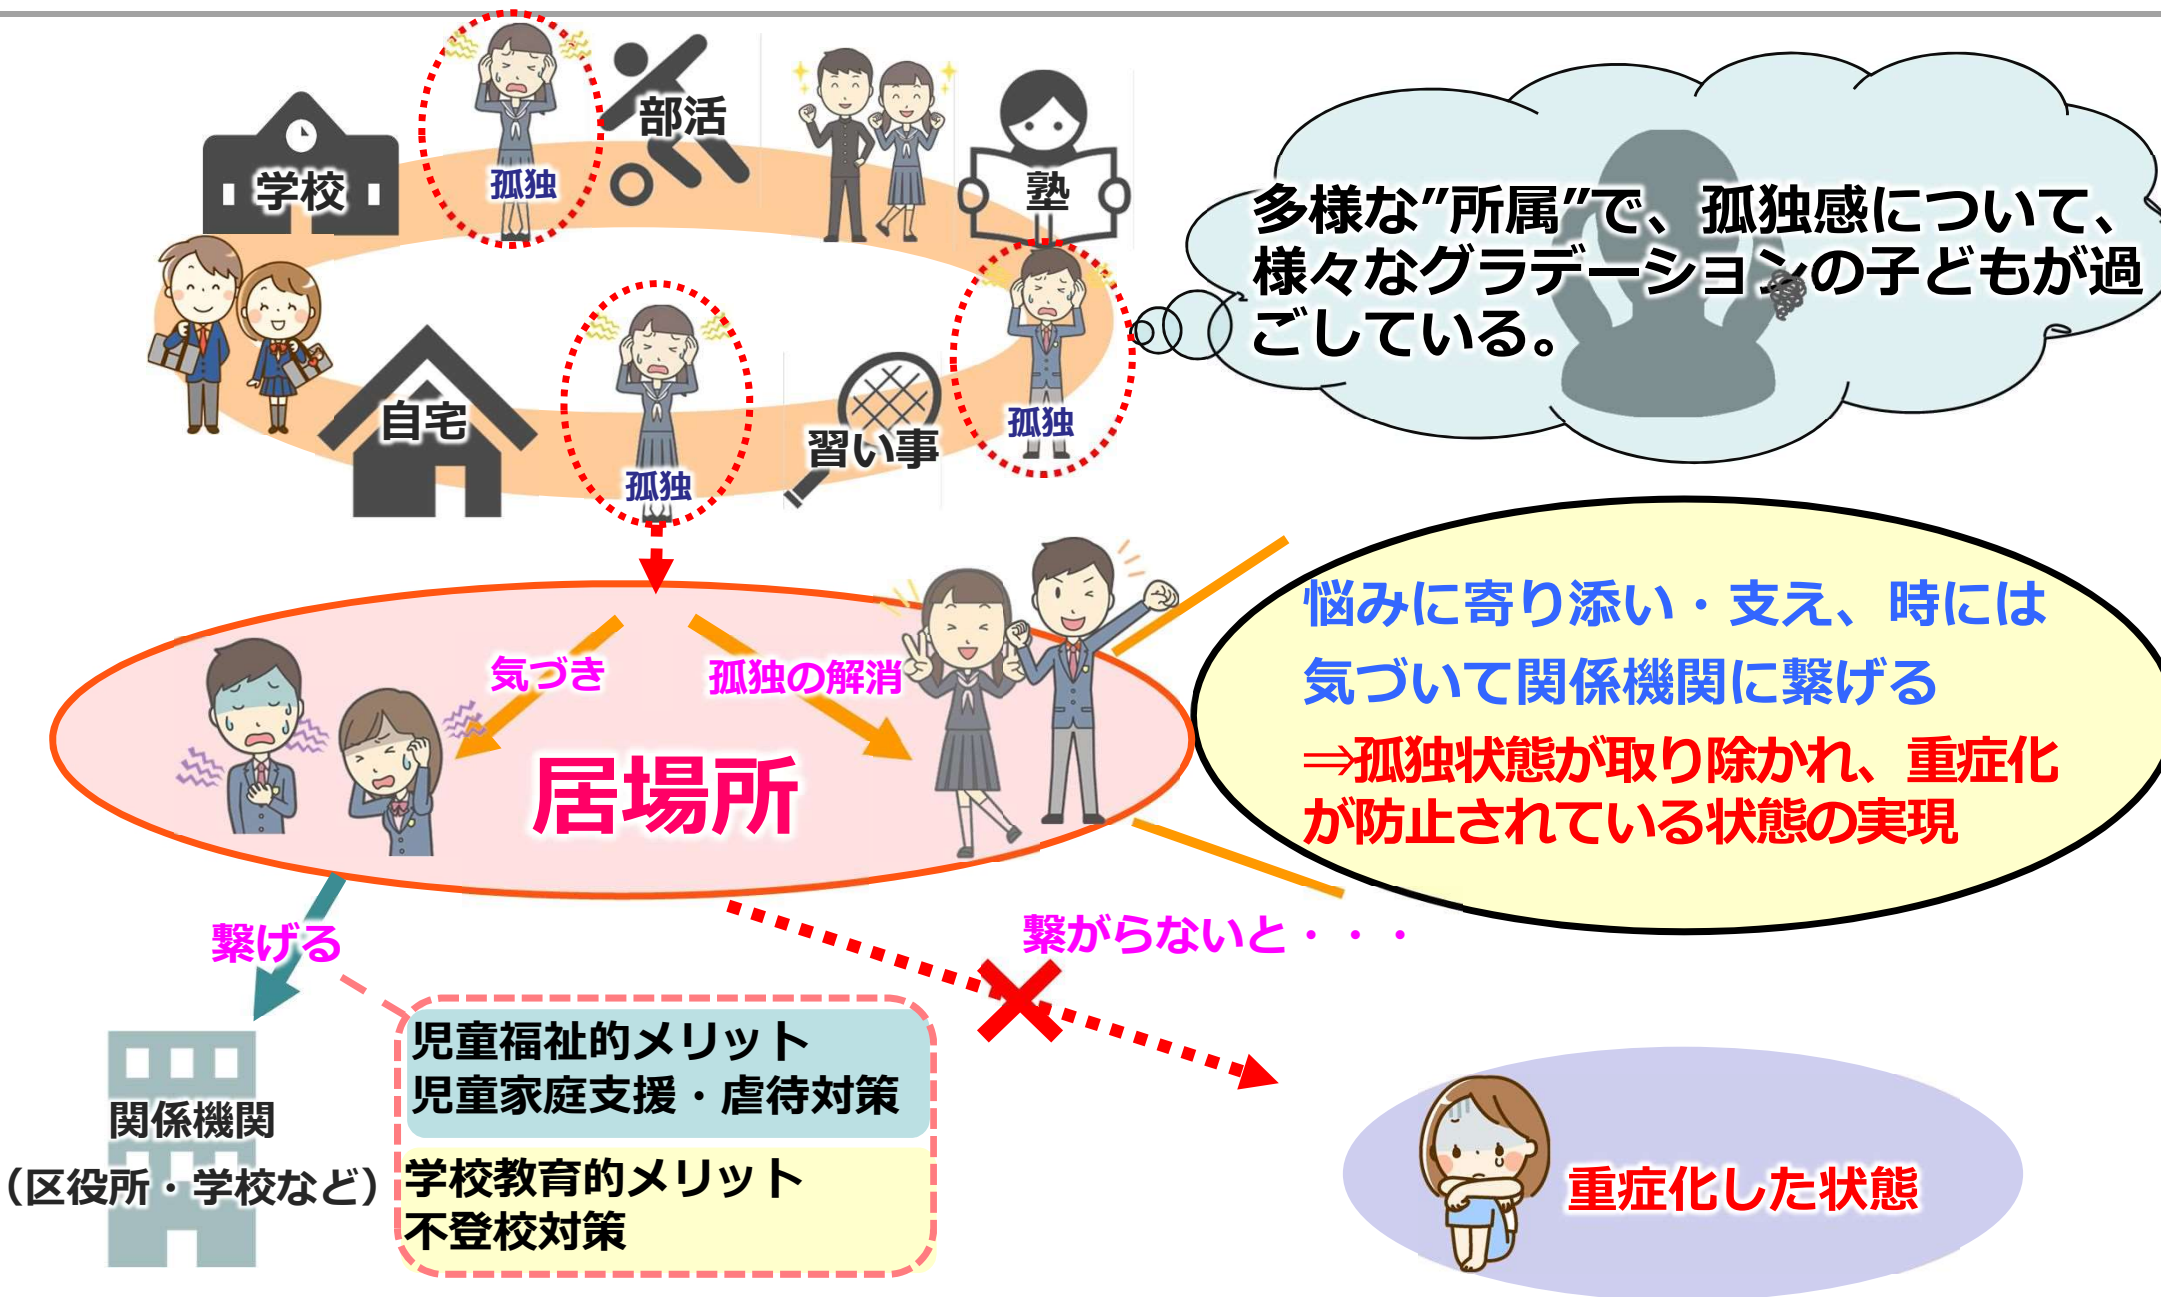 部活
学校
孤独
塾
多様な”所属”で、孤独感について、
様々なグラデーションの子どもが過
ごしている。
自宅
孤独
習い事
孤独
悩みに寄り添い・支え、時には
気づいて関係機関に繋げる
⇒孤独状態が取り除かれ、重症化
が防止されている状態の実現
気づき
孤独の解消
居場所
繋げる
繋がらないと・・・
児童福祉的メリット
児童家庭支援・虐待対策
学校教育的メリット
不登校対策
関係機関
（区役所・学校など）
重症化した状態